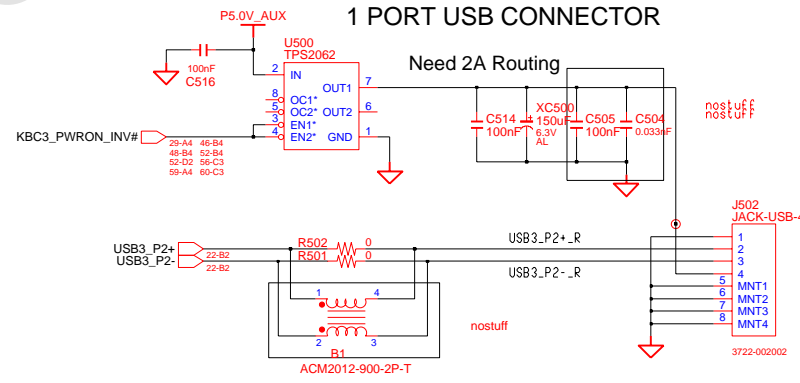 1 PORT USB CONNECTOR
P5.0V_AUX
100nF
C516
U500
TPS2062
2 IN
OUT1 7
8 OC1*
5 OC2* OUT2 6
3 EN1*
4 EN2* GND 1
KBC3_PWRON_INV#
29-A4 46-B4
48-B4 52-B4
52-D2 56-C3
59-A4 60-C3
Need 2A Routing
C514
100nF
XC500
150uF
6.3V
AL
C505
100nF
C504
0.033nF
nostuff
nostuff
J502
JACK-USB-4
1
2
3
4
5 MNT1
6 MNT2
7 MNT3
8 MNT4
3722-002002
USB3_P2+
22-B2
USB3_P2-
22-B2
R502 0
R501 0
USB3_P2+_R
USB3_P2-_R
1 4
2 3
B1
ACM2012-900-2P-T
nostuff